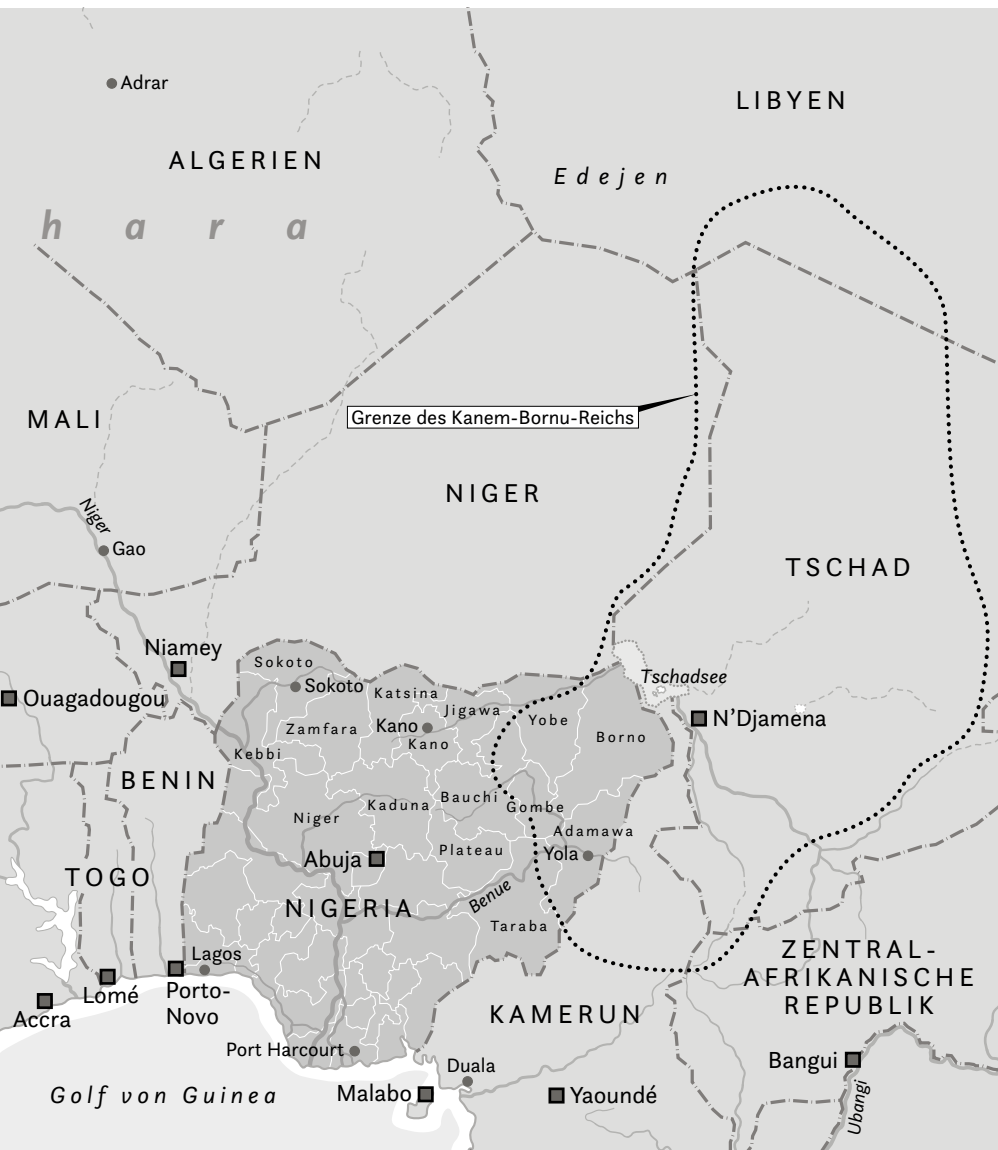 Adrar
LIBYEN
ALGERIEN
Edejen
hara
MALI
Grenze des Kanem-Bornu-Reichs
NIGER
Niger
Gao
TSCHAD
Niamey
Sokoto
Sokoto
Tschadsee
Ouagadougou
Katsina
Jigawa
Yobe
N'Djamena
Zamfara
Kano
Kano
Borno
Kebbi
BENIN
Bauchi
Kaduna
Gombe
Niger
Adamawa
Plateau
Yola
Abuja
TOGO
Benue
NIGERIA
Taraba
Lagos
ZENTRAL-
AFRIKANISCHE
REPUBLIK
Lomé
Porto-
Novo
Accra
KAMERUN
Port Harcourt
Bangui
Duala
Golf von Guinea
Malabo
Yaoundé
Ubangi